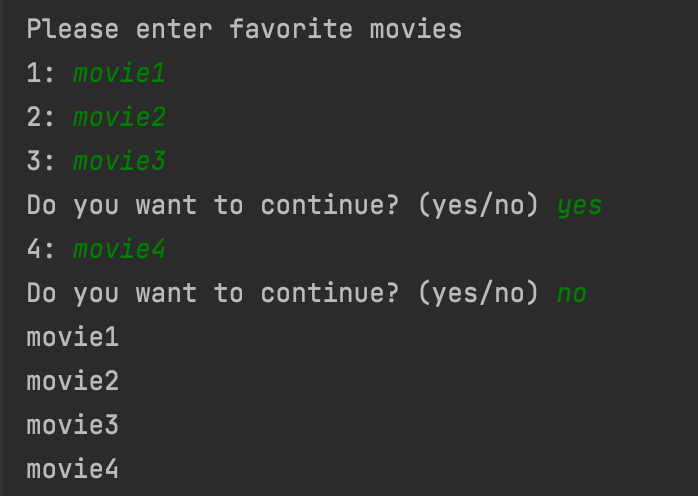 Please enter favorite movies
1: movie1
2: movie2
3: movie3
Do you want to continue? (yes/no) yes
4: movie4
Do you want to continue? (yes/no) no
movie1
movie2
movie3
movie4